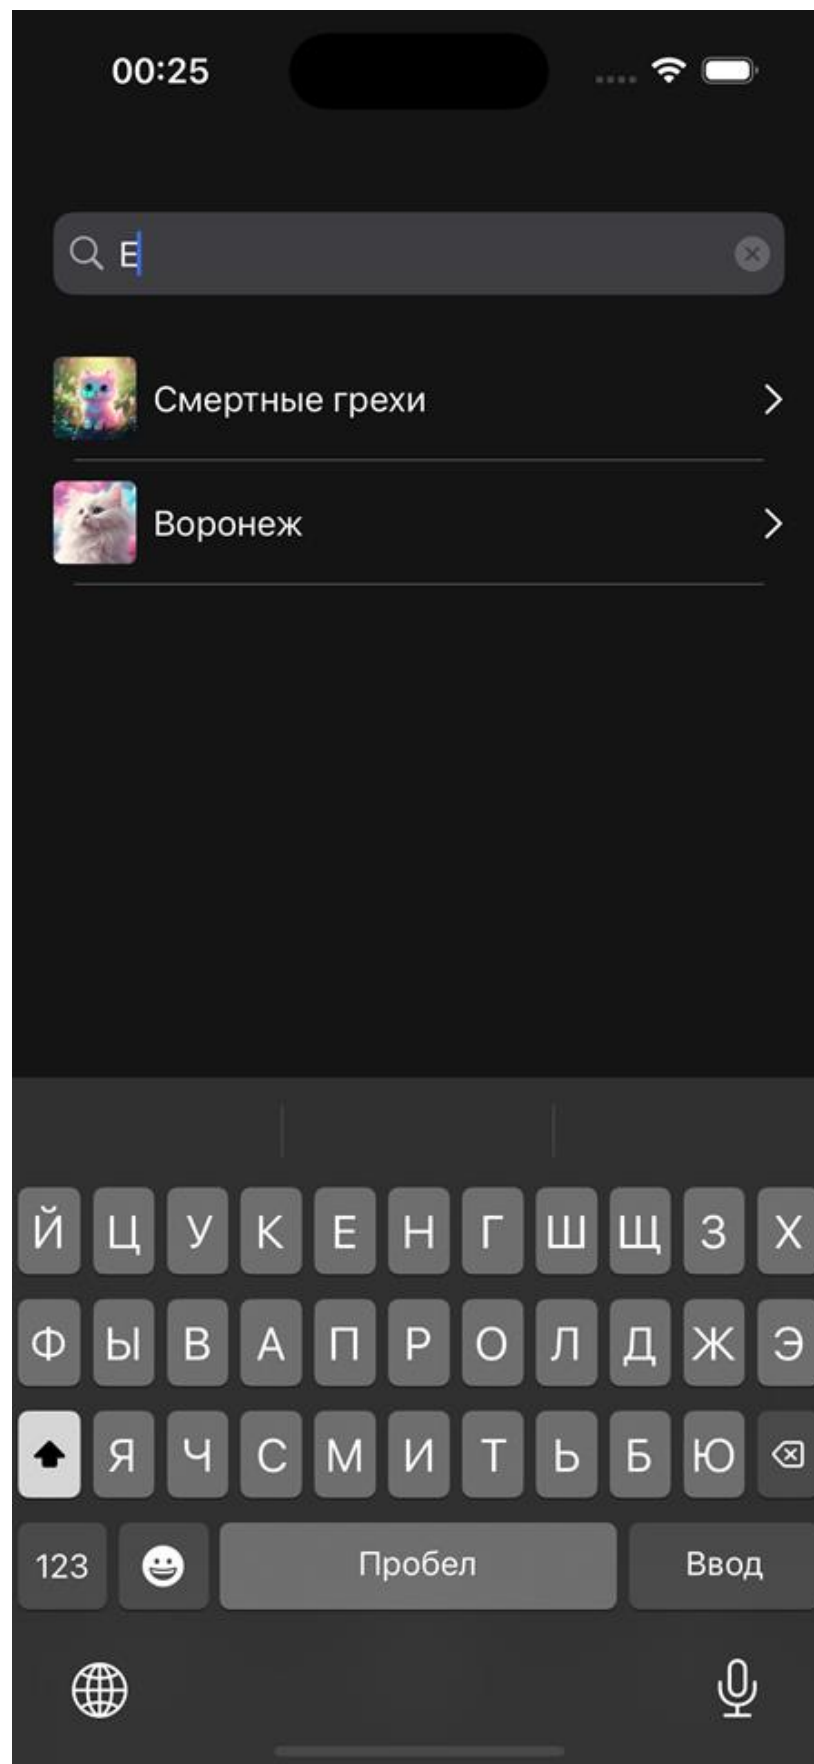 00:25
Е
Смертные грехи
Воронеж
Й Ц У К Е Н Г Ш Щ З Х
Ф Ы В А П Р О Л Д Ж Э
Я Ч С М И Т Ь Б Ю
123 Пробел Ввод